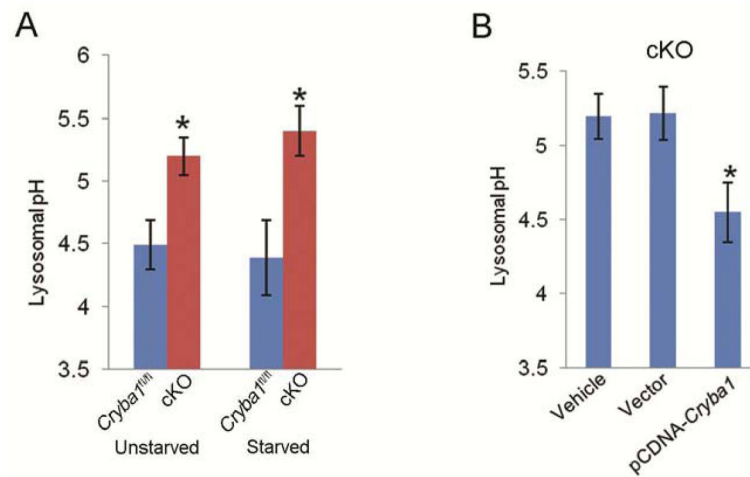 A
Lysosomal pH
6
5.5
5
4.5
4
3.5
*
*
Cryba1fl/fl
cKO
Cryba1fl/fl
cKO
Unstarved
Starved
B
cKO
Lysosomal pH
5.5
5
4.5
4
3.5
*
Vehicle
Vector
pCDNA-Cryba1